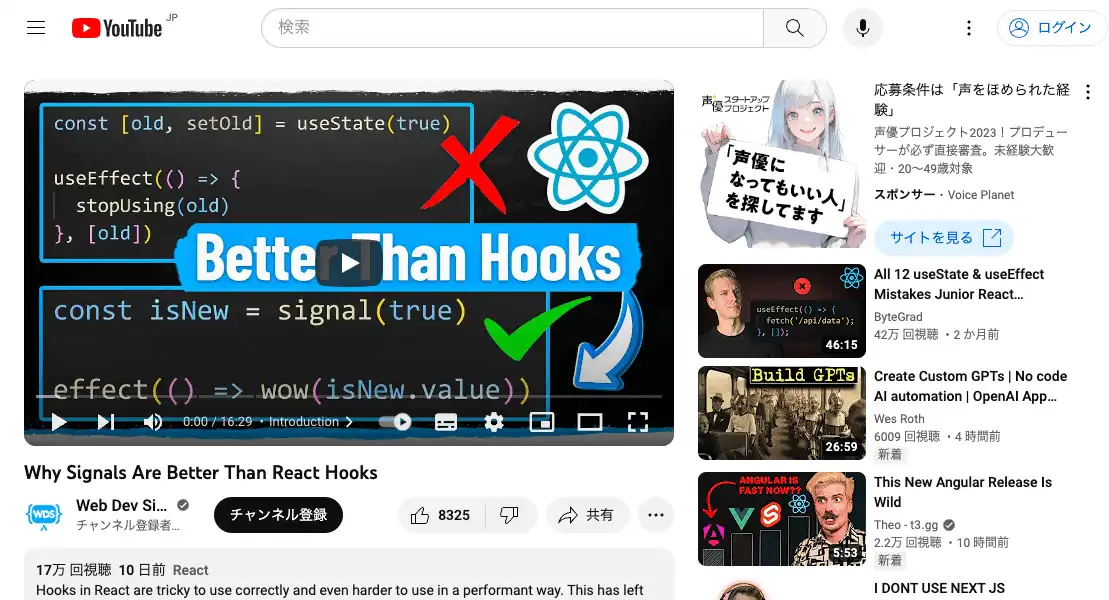 YouTube JP
検索
ログイン
const [old, setOld] = useState(true)
useEffect(() => {
stopUsing(old)
}, [old])
Better Than Hooks
const isNew = signal(true)
effect(() => wow(isNew.value))
0:00 / 16:29 • Introduction
Why Signals Are Better Than React Hooks
WDS
Web Dev Si...
チャンネル登録者...
チャンネル登録
8325
共有
17万 回視聴 10 日前 React
Hooks in React are tricky to use correctly and even harder to use in a performant way. This has left
声優スタートアップ
プロジェクト
「声優に
なってもいい人」
を探してます
応募条件は「声をほめられた経
験」
声優プロジェクト2023！プロデュー
サーが必ず直接審査。未経験大歓
迎・20～49歳対象
スポンサー・Voice Planet
サイトを見る
useEffect(() => {
fetch('/api/data');
}, []);
46:15
All 12 useState & useEffect
Mistakes Junior React...
ByteGrad
42万 回視聴 • 2 か月前
Build GPTs
26:59
Create Custom GPTs | No code
AI automation | OpenAI App...
Wes Roth
6009 回視聴 • 4 時間前
新着
ANGULAR IS
FAST NOW??
5:53
This New Angular Release Is
Wild
Theo - t3․gg
2.2万 回視聴 • 10 時間前
新着
I DONT USE NEXT JS